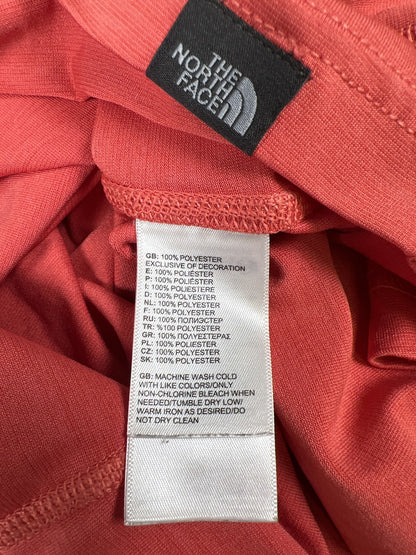 THE
NORTH
FACE
GB: 100% POLYESTER
EXCLUSIVE OF DECORATION
E: 100% POLIÉSTER
P: 100% POLIÉSTER
I: 100% POLIESTERE
D: 100% POLYESTER
NL: 100% POLYESTER
F: 100% POLYESTER
RU: 100% ПОЛИЭСТЕР
TR: %100 POLYESTER
GR: 100% ΠΟΛΥΕΣΤΕΡΑΣ
PL: 100% POLIESTER
CZ: 100% POLYESTER
SK: 100% POLYESTER
GB: MACHINE WASH COLD
WITH LIKE COLORS/ONLY
NON-CHLORINE BLEACH WHEN
NEEDED/TUMBLE DRY LOW/
WARM IRON AS DESIRED/DO
NOT DRY CLEAN